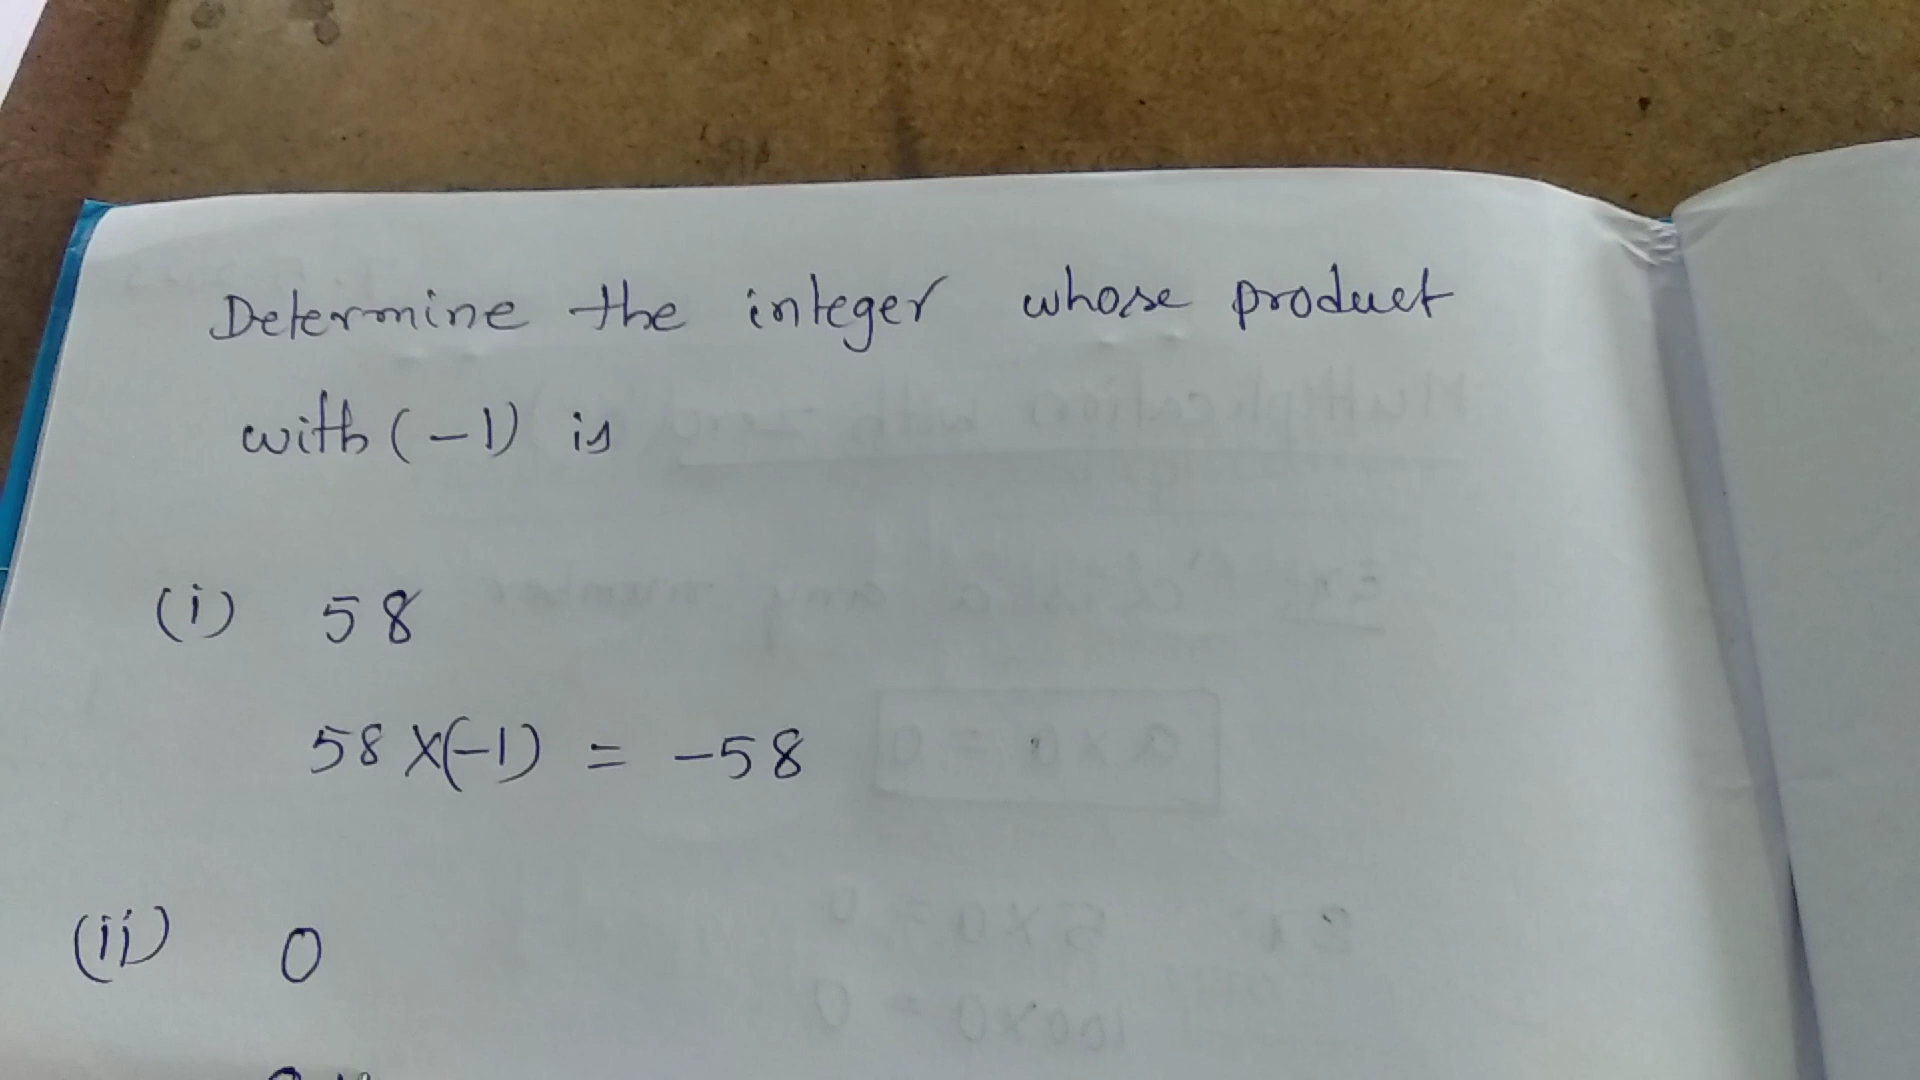 Determine the integer whose product
with (-1) is
(i) 58
58 X(-1) = -58
(ii) 0